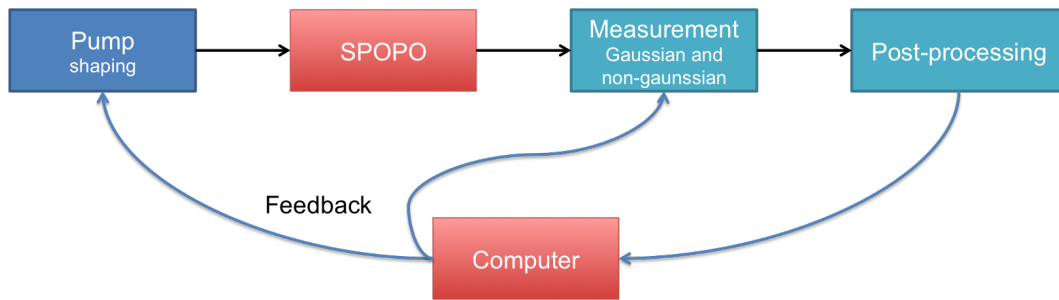 Pump
shaping
SPOPO
Measurement
Gaussian and
non-gaunssian
Post-processing
Feedback
Computer